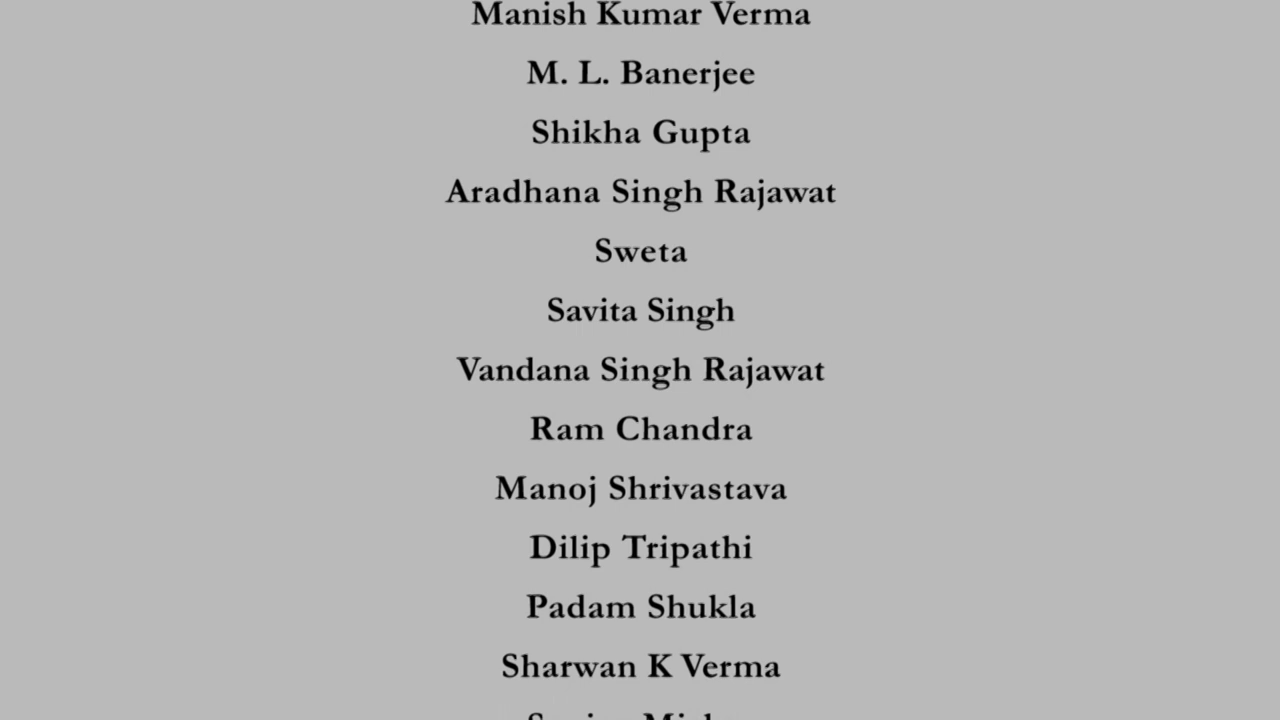 Manish Kumar Verma
M. L. Banerjee
Shikha Gupta
Aradhana Singh Rajawat
Sweta
Savita Singh
Vandana Singh Rajawat
Ram Chandra
Manoj Shrivastava
Dilip Tripathi
Padam Shukla
Sharwan K Verma